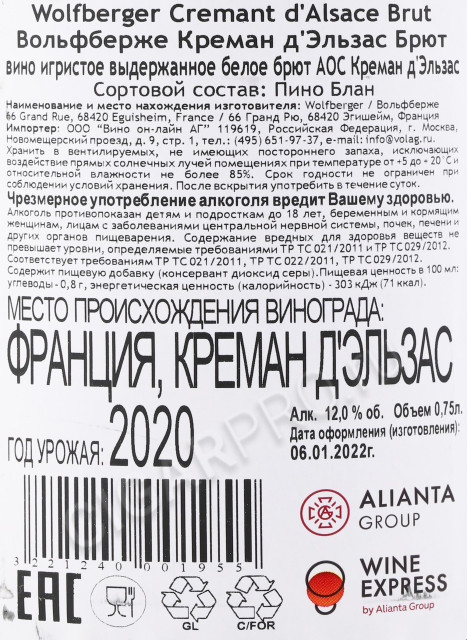 Wolfberger Cremant d'Alsace Brut
Вольфберже Креман д'Эльзас Брют
вино игристое выдержанное белое брют АОС Креман д'Эльзас
Сортовой состав: Пино Блан
Наименование и место нахождения изготовителя: Wolfberger / Вольфберже
6 Grand Rue, 68420 Eguisheim, France / 66 Гранд Рю, 68420 Эгишейм, Франция
Импортер: ООО "Вино он-лайн АГ" 119619, Российская Федерация, г. Москва,
Новомещерский проезд, д. 9, стр. 1, тел.: (495) 651-97-37, e-mail: info@volag.ru.
Хранить в вентилируемых, не имеющих постороннего запаха, исключающих
воздействие прямых солнечных лучей помещениях при температуре от +5 до + 20°С и
относительной влажности не более 85%. Срок годности не ограничен при
соблюдении условий хранения. После вскрытия употребить в течение суток.
Чрезмерное употребление алкоголя вредит Вашему здоровью.
Алкоголь противопоказан детям и подросткам до 18 лет, беременным и кормящим
женщинам, лицам с заболеваниями центральной нервной системы, почек, печени и
других органов пищеварения. Содержание вредных для здоровья веществ не
превышает уровни, определяемые требованиями ТР ТС 021/2011 и ТР ТС 029/2012.
Соответствует требованиям ТР ТС 021/2011, ТР ТС 022/2011, ТР ТС 029/2012.
Содержит пищевую добавку (консервант диоксид серы). Пищевая ценность в 100 мл:
углеводы - 0,8 г, энергетическая ценность (калорийность) - 303 кДж (71 ккал).
МЕСТО ПРОИСХОЖДЕНИЯ ВИНОГРАДА:
ФРАНЦИЯ, КРЕМАН Д'ЭЛЬЗАС
ГОД УРОЖАЯ: 2020
Алк. 12,0 % об. Объем 0,75л.
Дата оформления (изготовления):
06.01.2022г.
CIGARPRO.RU
3221240001955
ALIANTA
GROUP
WINE
EXPRESS
by Alianta Group
EAC
GL
C/FOR